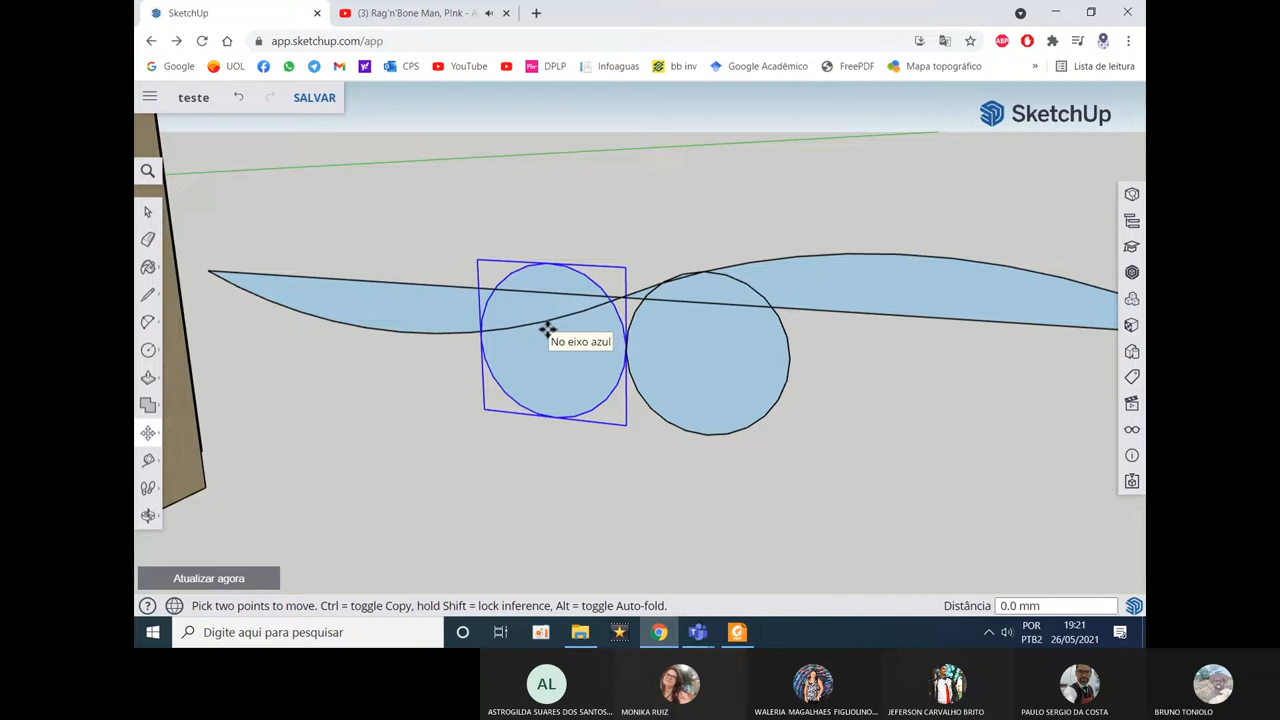 SketchUp
(3) Rag'n'Bone Man, P!nk - A
app.sketchup.com/app
ABP
Google
UOL
CPS
YouTube
DPLP
Infoaguas
bb inv
Google Acadêmico
FreePDF
Mapa topográfico
»
Lista de leitura
teste
SALVAR
SketchUp
No eixo azul
Atualizar agora
Pick two points to move. Ctrl = toggle Copy, hold Shift = lock inference, Alt = toggle Auto-fold.
Distância
0.0 mm
Digite aqui para pesquisar
POR
PTB2
19:21
26/05/2021
AL
ASTROGILDA SUARES DOS SANTOS...
MONIKA RUIZ
WALERIA MAGALHAES FIGLIOLINO...
JEFERSON CARVALHO BRITO
PAULO SERGIO DA COSTA
BRUNO TONIOLO